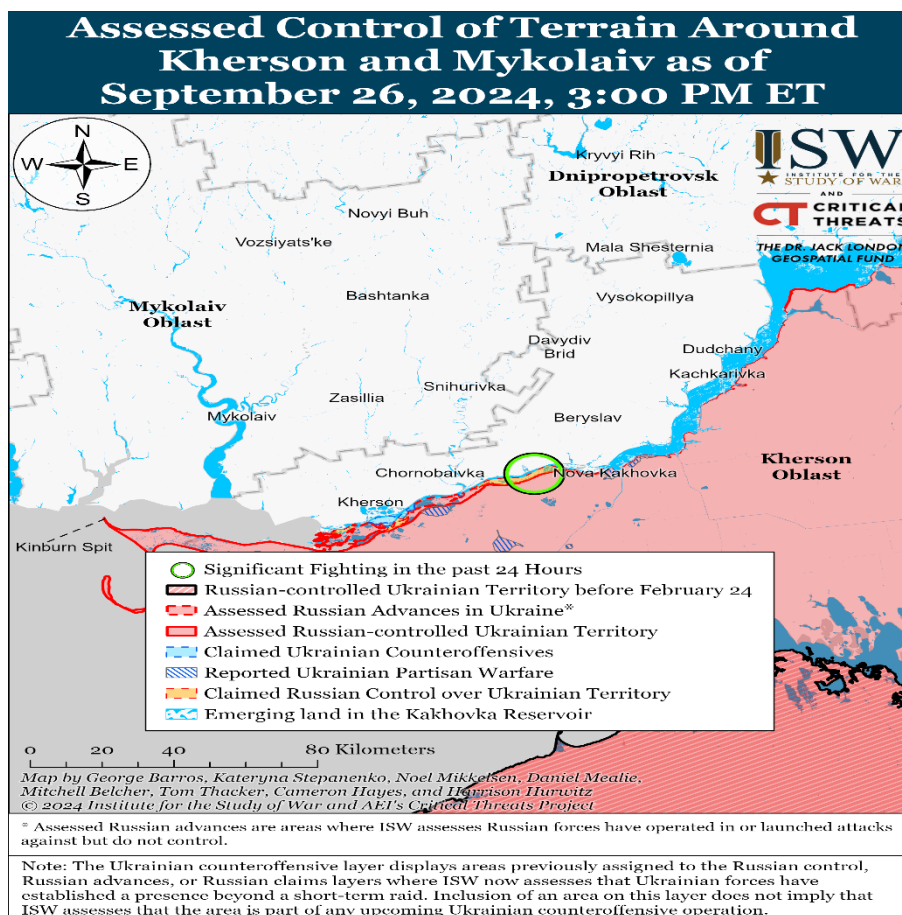 Assessed Control of Terrain Around
Kherson and Mykolaiv as of
September 26, 2024, 3:00 PM ET
N
W E
S
ISW
INSTITUTE FOR THE
STUDY OF WAR
AND
CT CRITICAL
THREATS
THE DR. JACK LONDON
GEOSPATIAL FUND
Kryvyi Rih
Dnipropetrovsk
Oblast
Novyi Buh
Vozsiyats'ke
Mala Shesternia
Bashtanka
Vysokopillya
Mykolaiv
Oblast
Davydiv
Brid
Dudchany
Kachkarivka
Snihurivka
Zasillia
Mykolaiv
Beryslav
Kherson
Oblast
Chornobaivka
Nova Kakhovka
Kherson
Kinburn Spit
Significant Fighting in the past 24 Hours
Russian-controlled Ukrainian Territory before February 24
Assessed Russian Advances in Ukraine*
Assessed Russian-controlled Ukrainian Territory
Claimed Ukrainian Counteroffensives
Reported Ukrainian Partisan Warfare
Claimed Russian Control over Ukrainian Territory
Emerging land in the Kakhovka Reservoir
0 20 40 80 Kilometers
Map by George Barros, Kateryna Stepanenko, Noel Mikkelsen, Daniel Mealie,
Mitchell Belcher, Tom Thacker, Cameron Hayes, and Harrison Hurwitz
© 2024 Institute for the Study of War and AEI's Critical Threats Project
* Assessed Russian advances are areas where ISW assesses Russian forces have operated in or launched attacks
against but do not control.
Note: The Ukrainian counteroffensive layer displays areas previously assigned to the Russian control,
Russian advances, or Russian claims layers where ISW now assesses that Ukrainian forces have
established a presence beyond a short-term raid. Inclusion of an area on this layer does not imply that
ISW assesses that the area is part of any upcoming Ukrainian counteroffensive operation.